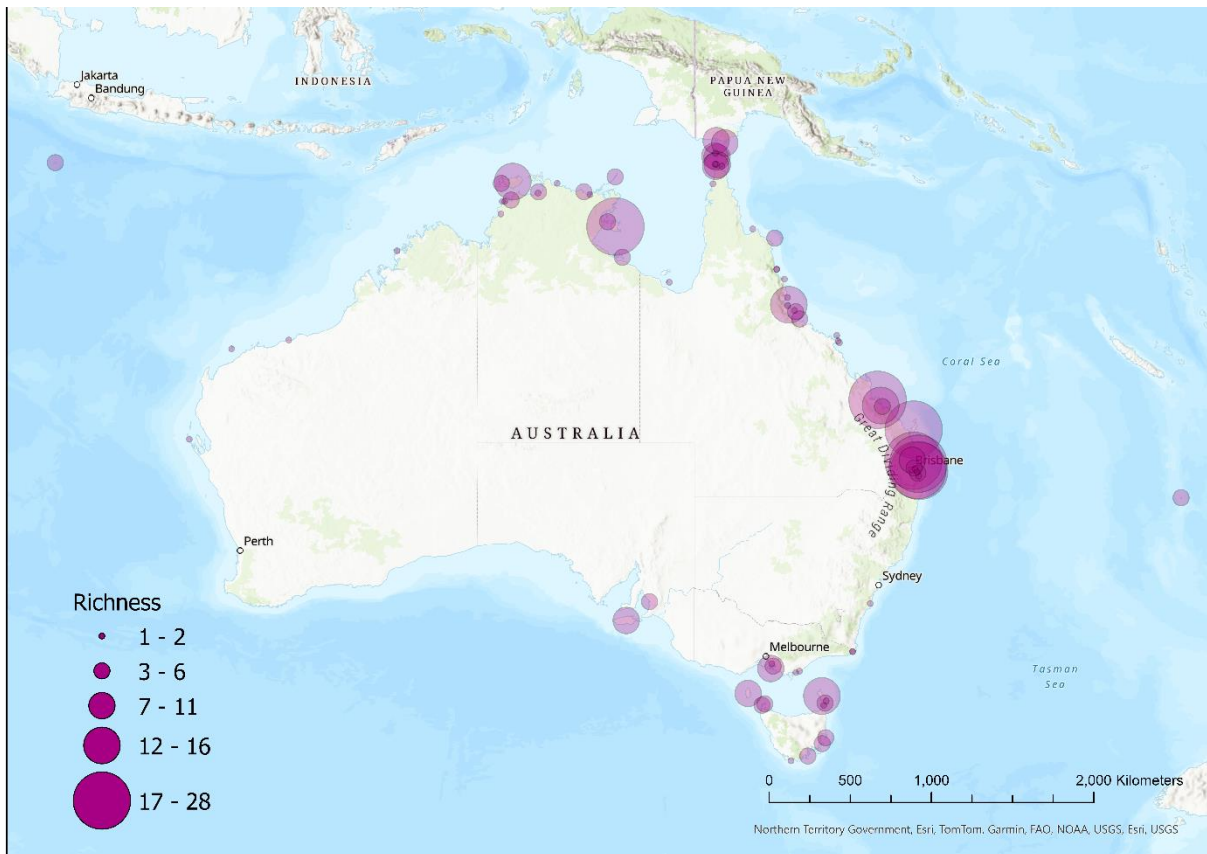 Jakarta
Bandung
INDONESIA
PAPUA NEW
GUINEA
Coral Sea
AUSTRALIA
Great Dividing Range
Brisbane
Perth
Sydney
Melbourne
Tasman
Sea
Richness
1 - 2
3 - 6
7 - 11
12 - 16
17 - 28
0 500 1,000 2,000 Kilometers
Northern Territory Government, Esri, TomTom, Garmin, FAO, NOAA, USGS, Esri, USGS